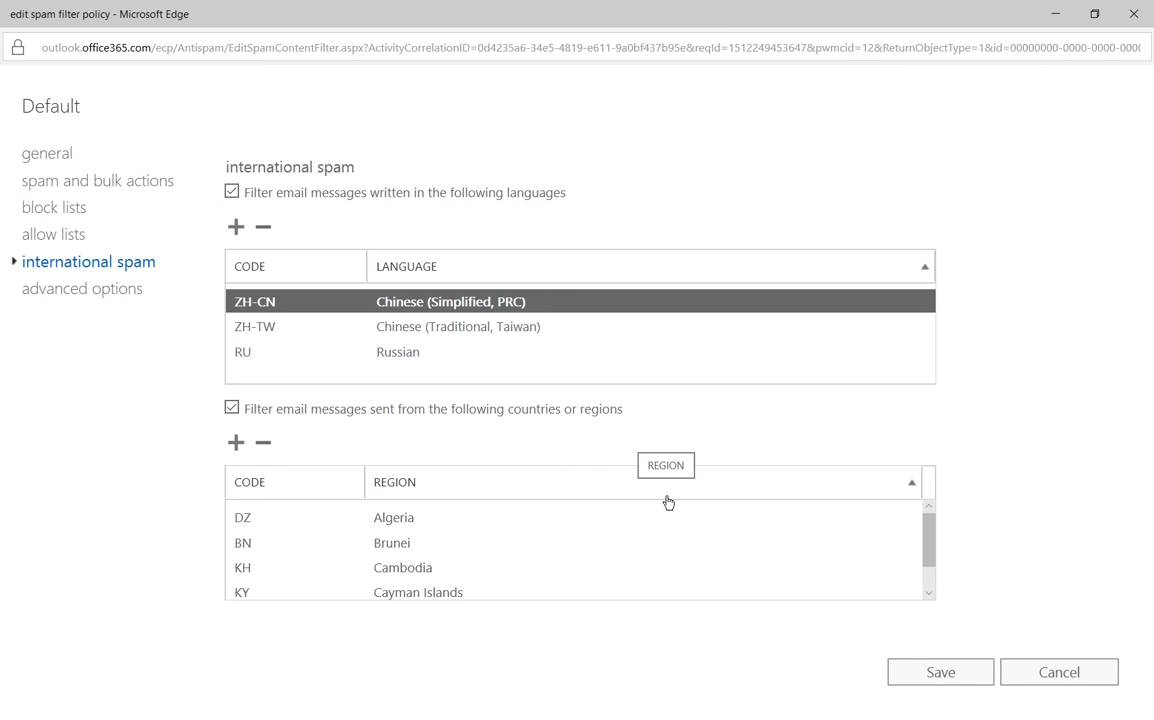 edit spam filter policy - Microsoft Edge
outlook.office365.com/ecp/Antispam/EditSpamContentFilter.aspx?ActivityCorrelationID=0d4235a6-34e5-4819-e611-9a0bf437b95e&reqId=1512249453647&pwmcid=12&ReturnObjectType=1&id=00000000-0000-0000-000(
Default
general
spam and bulk actions
block lists
allow lists
international spam
advanced options
international spam
Filter email messages written in the following languages
CODE LANGUAGE
ZH-CN Chinese (Simplified, PRC)
ZH-TW Chinese (Traditional, Taiwan)
RU Russian
Filter email messages sent from the following countries or regions
REGION
CODE REGION
DZ Algeria
BN Brunei
KH Cambodia
KY Cayman Islands
Save Cancel